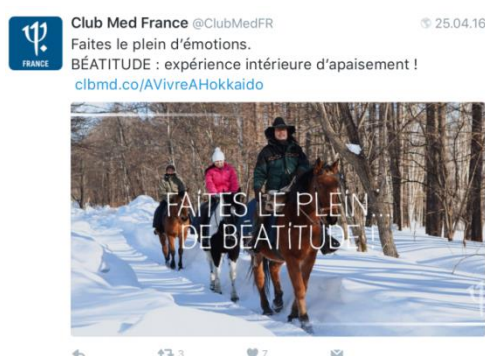 Club Med France @ClubMedFR 25.04.16
Faites le plein d'émotions.
BÉATITUDE : expérience intérieure d'apaisement !
clbmd.co/AVivreAHokkaido
FRANCE
FAITES LE PLEIN...
DE BÉATITUDE !
3 7